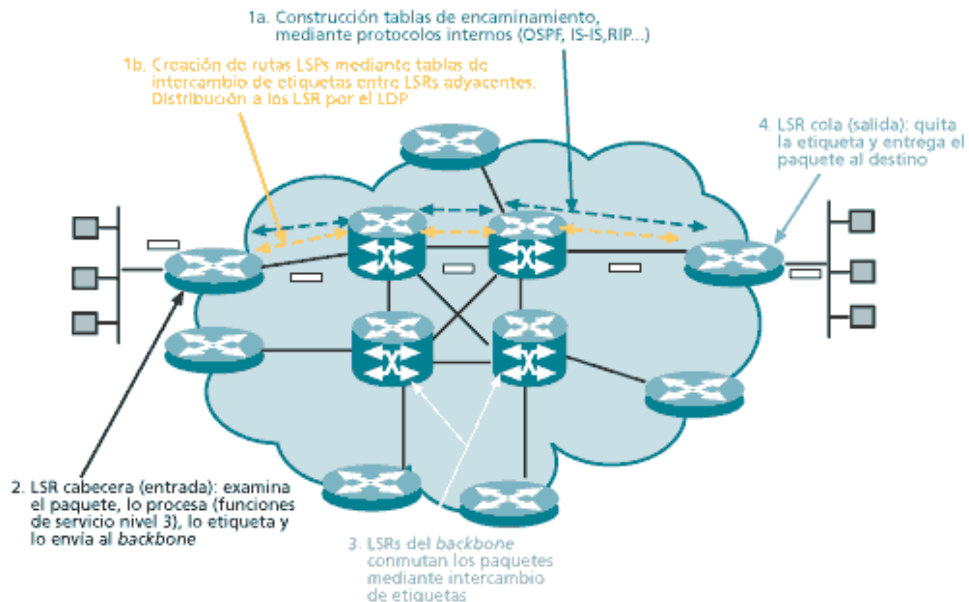 1a. Construcción tablas de encaminamiento,
mediante protocolos internos (OSPF, IS-IS,RIP...)
1b. Creación de rutas LSPs mediante tablas de
intercambio de etiquetas entre LSRs adyacentes.
Distribución a los LSR por el LDP
4. LSR cola (salida): quita
la etiqueta y entrega el
paquete al destino
2. LSR cabecera (entrada): examina
el paquete, lo procesa (funciones
de servicio nivel 3), lo etiqueta y
lo envía al backbone
3. LSRs del backbone
conmutan los paquetes
mediante intercambio
de etiquetas